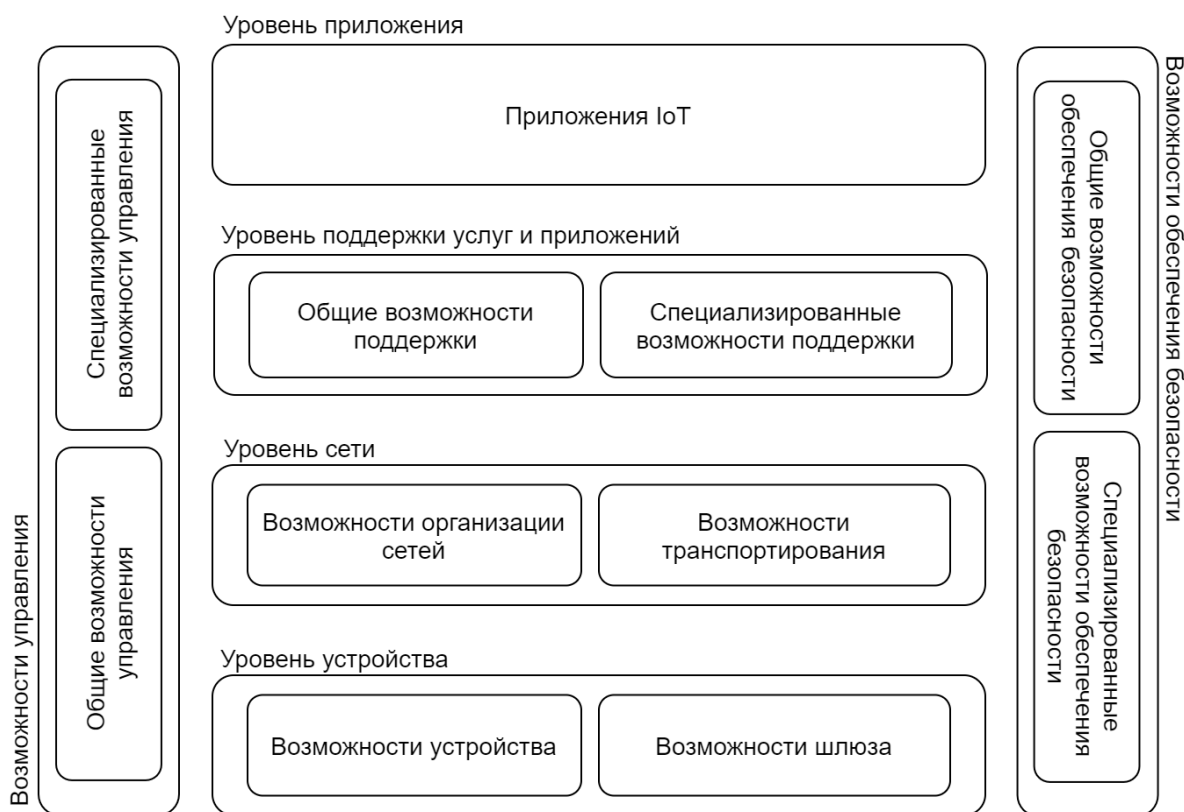 Уровень приложения
Приложения IoT
Уровень поддержки услуг и приложений
Общие возможности
поддержки
Специализированные
возможности поддержки
Уровень сети
Возможности организации
сетей
Возможности
транспортирования
Уровень устройства
Возможности устройства
Возможности шлюза
Возможности управления
Специализированные
возможности управления
Общие возможности
управления
Возможности обеспечения безопасности
Общие возможности
обеспечения безопасности
Специализированные
возможности обеспечения
безопасности